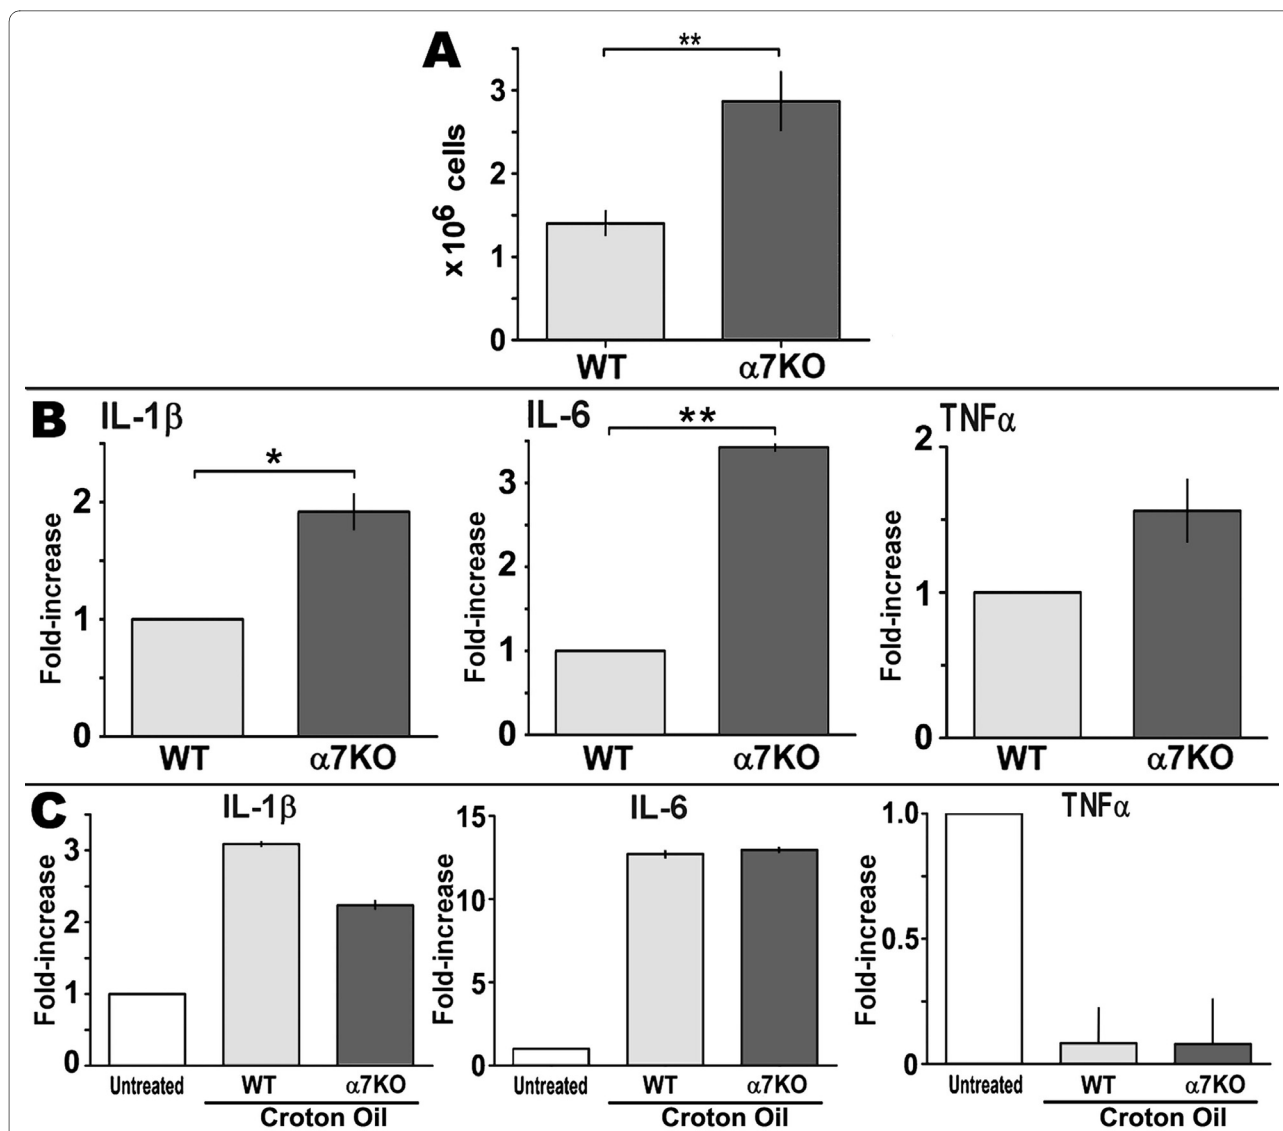 A
**
x10⁶ cells
3
2
1
0
WT α7KO
B
IL-1β
*
Fold-increase
2
1
0
WT α7KO
IL-6
**
Fold-increase
3
2
1
0
WT α7KO
TNFα
Fold-increase
2
1
0
WT α7KO
C
IL-1β
Fold-increase
3
2
1
0
Untreated WT α7KO
Croton Oil
IL-6
Fold-increase
15
10
5
0
Untreated WT α7KO
Croton Oil
TNFα
Fold-increase
1.0
0.5
0
Untreated WT α7KO
Croton Oil